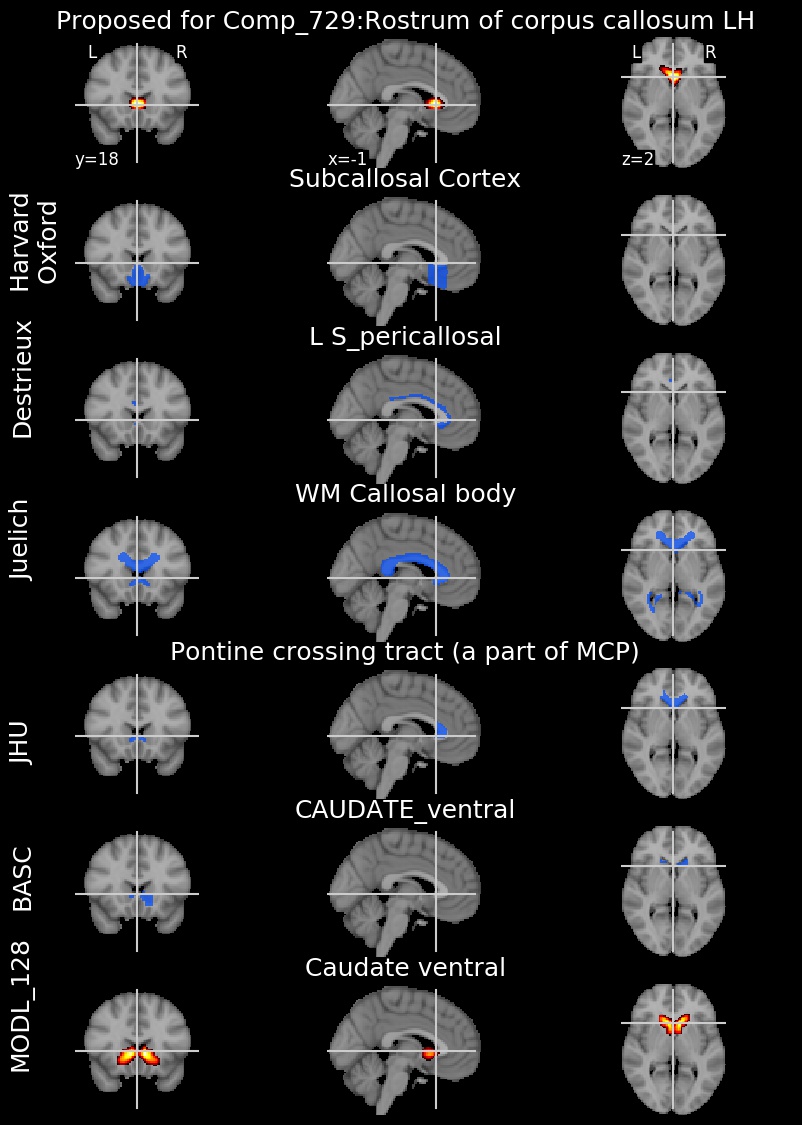 Proposed for Comp_729:Rostrum of corpus callosum LH
L R L R
y=18 x=-1 z=2
Subcallosal Cortex
Harvard
Oxford
L S_pericallosal
Destrieux
WM Callosal body
Juelich
Pontine crossing tract (a part of MCP)
JHU
CAUDATE_ventral
BASC
Caudate ventral
MODL_128